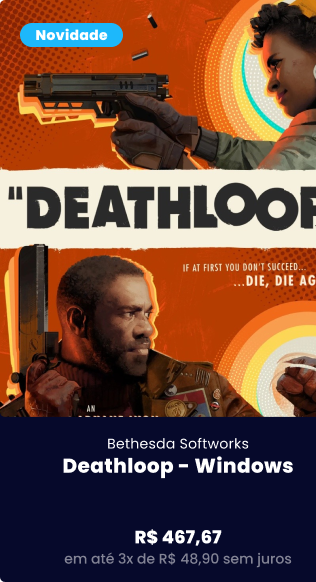 Novidade
"DEATHLOOP
IF AT FIRST YOU DON'T SUCCEED...
...DIE, DIE AG
AN
Bethesda Softworks
Deathloop - Windows
R$ 467,67
em até 3x de R$ 48,90 sem juros